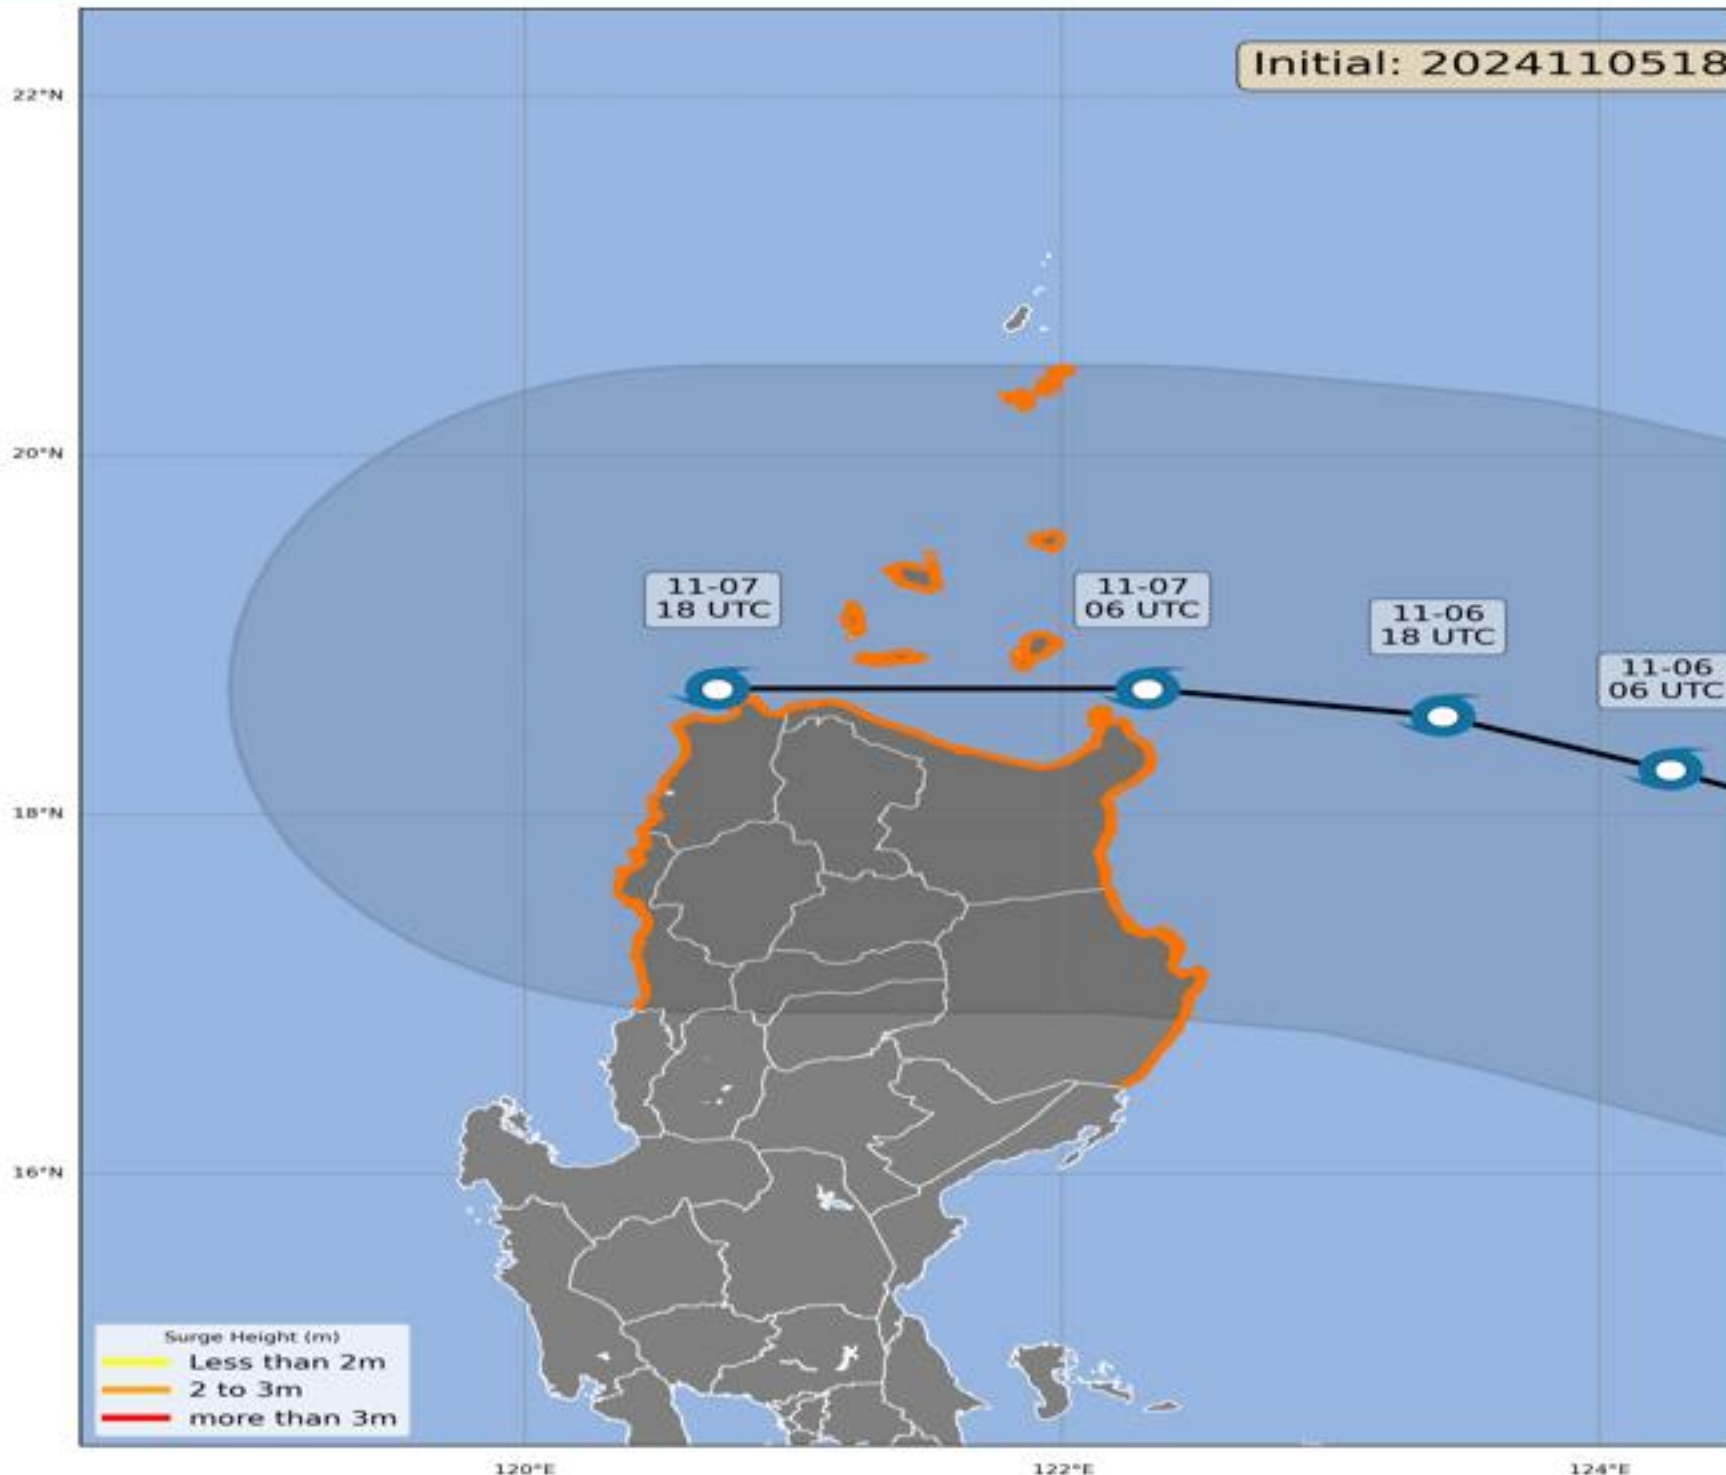 Initial: 2024110518
22°N
20°N
11-07
18 UTC
11-07
06 UTC
11-06
18 UTC
11-06
06 UTC
18°N
16°N
Surge Height (m)
Less than 2m
2 to 3m
more than 3m
120°E
122°E
124°E